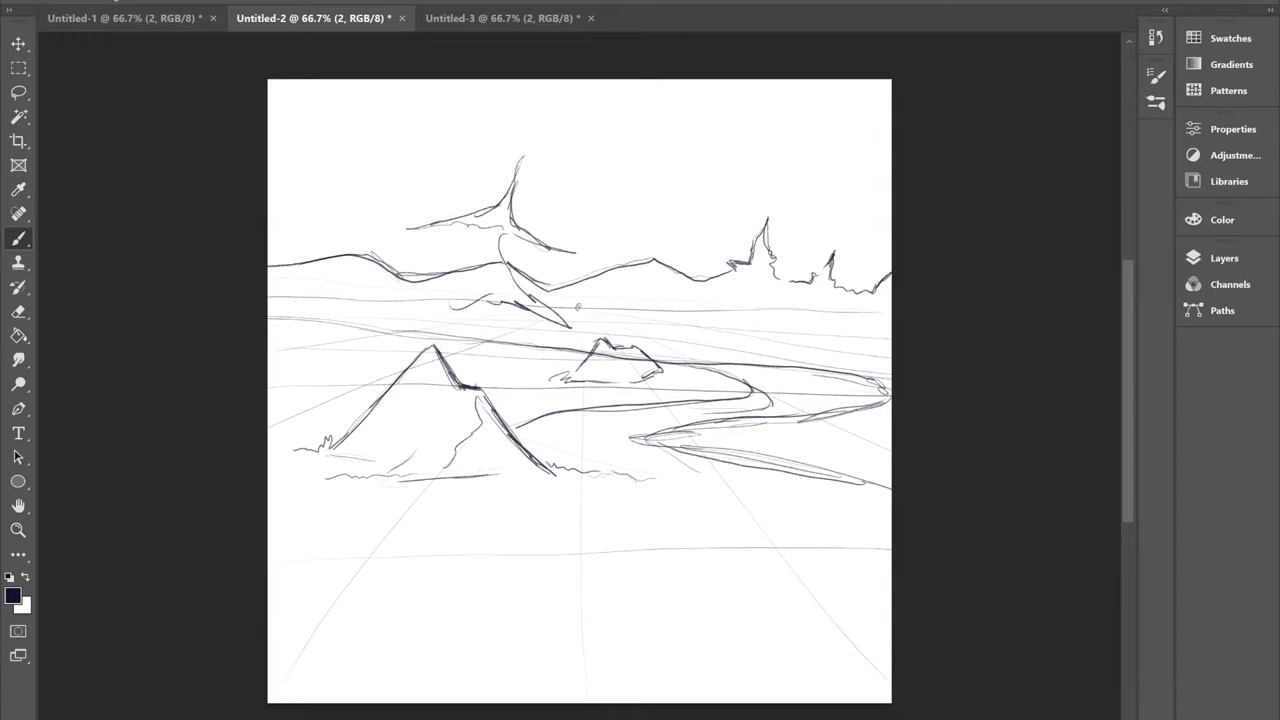 Untitled-1 @ 66.7% (2, RGB/8) *
Untitled-2 @ 66.7% (2, RGB/8) *
Untitled-3 @ 66.7% (2, RGB/8) *
Swatches
Gradients
Patterns
Properties
Adjustme...
Libraries
Color
Layers
Channels
Paths